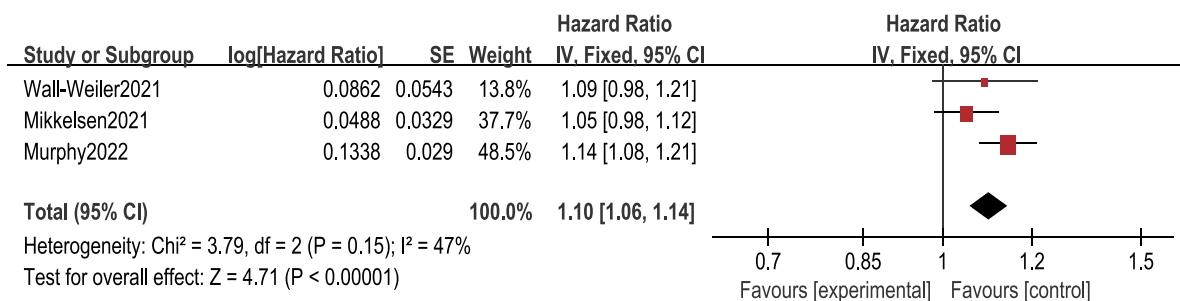 Hazard Ratio Hazard Ratio
Study or Subgroup log[Hazard Ratio] SE Weight IV, Fixed, 95% CI IV, Fixed, 95% CI
Wall-Weiler2021 0.0862 0.0543 13.8% 1.09 [0.98, 1.21]
Mikkelsen2021 0.0488 0.0329 37.7% 1.05 [0.98, 1.12]
Murphy2022 0.1338 0.029 48.5% 1.14 [1.08, 1.21]
Total (95% CI) 100.0% 1.10 [1.06, 1.14]
Heterogeneity: Chi² = 3.79, df = 2 (P = 0.15); I² = 47%
Test for overall effect: Z = 4.71 (P < 0.00001)
0.7 0.85 1 1.2 1.5
Favours [experimental] Favours [control]